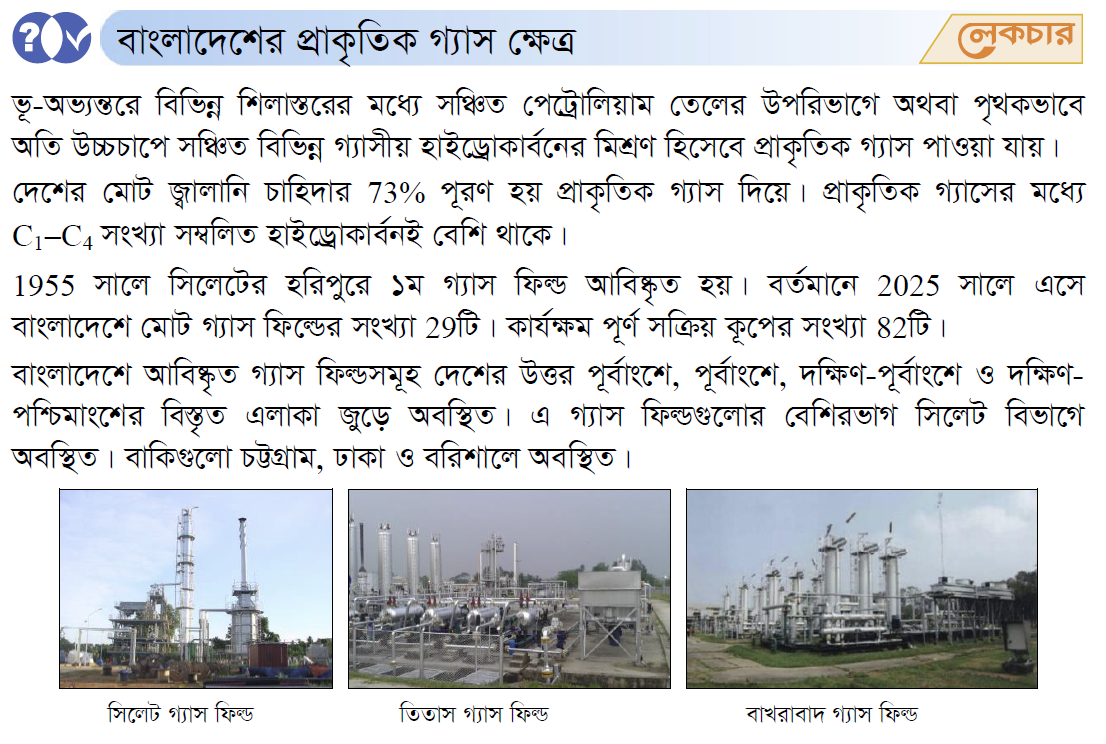 বাংলাদেশের প্রাকৃতিক গ্যাস ক্ষেত্র
লেকচার
ভূ-অভ্যন্তরে বিভিন্ন শিলাস্তরের মধ্যে সঞ্চিত পেট্রোলিয়াম তেলের উপরিভাগে অথবা পৃথকভাবে
অতি উচ্চচাপে সঞ্চিত বিভিন্ন গ্যাসীয় হাইড্রোকার্বনের মিশ্রণ হিসেবে প্রাকৃতিক গ্যাস পাওয়া যায়।
দেশের মোট জ্বালানি চাহিদার 73% পূরণ হয় প্রাকৃতিক গ্যাস দিয়ে। প্রাকৃতিক গ্যাসের মধ্যে
C₁–C₄ সংখ্যা সম্বলিত হাইড্রোকার্বনই বেশি থাকে।
1955 সালে সিলেটের হরিপুরে ১ম গ্যাস ফিল্ড আবিষ্কৃত হয়। বর্তমানে 2025 সালে এসে
বাংলাদেশে মোট গ্যাস ফিল্ডের সংখ্যা 29টি। কার্যক্ষম পূর্ণ সক্রিয় কূপের সংখ্যা 82টি।
বাংলাদেশে আবিষ্কৃত গ্যাস ফিল্ডসমূহ দেশের উত্তর পূর্বাংশে, পূর্বাংশে, দক্ষিণ-পূর্বাংশে ও দক্ষিণ-
পশ্চিমাংশের বিস্তৃত এলাকা জুড়ে অবস্থিত। এ গ্যাস ফিল্ডগুলোর বেশিরভাগ সিলেট বিভাগে
অবস্থিত। বাকিগুলো চট্টগ্রাম, ঢাকা ও বরিশালে অবস্থিত।
সিলেট গ্যাস ফিল্ড
তিতাস গ্যাস ফিল্ড
বাখরাবাদ গ্যাস ফিল্ড